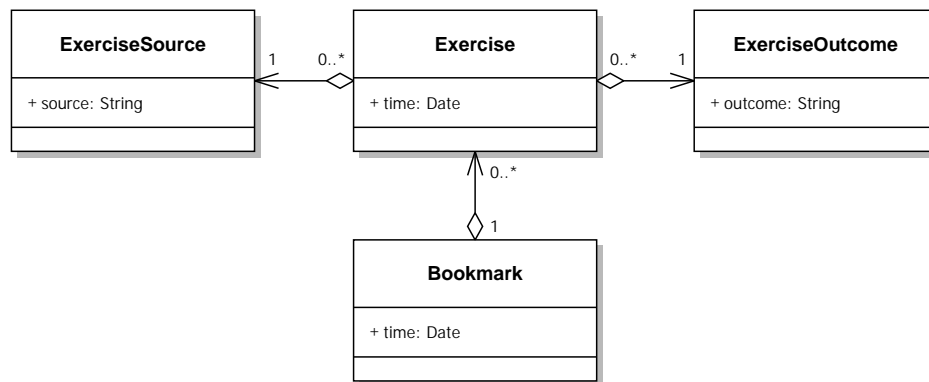 ExerciseSource
+ source: String
1
0..*
Exercise
+ time: Date
0..*
1
ExerciseOutcome
+ outcome: String
0..*
1
Bookmark
+ time: Date